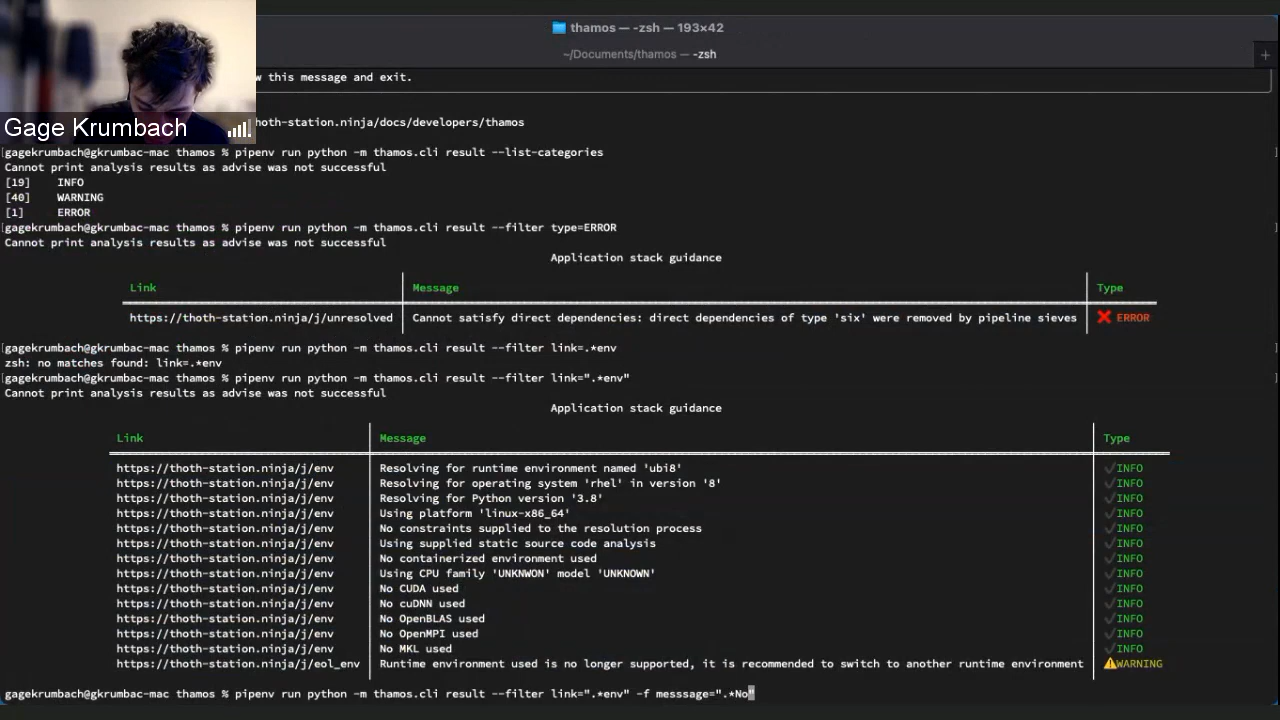 thamos — -zsh — 193×42
~/Documents/thamos — -zsh
w this message and exit.
Gage Krumbach
hoth-station.ninja/docs/developers/thamos
[gagekrumbach@gkrumbac-mac thamos % pipenv run python -m thamos.cli result --list-categories
Cannot print analysis results as advise was not successful
[19] INFO
[40] WARNING
[1] ERROR
[gagekrumbach@gkrumbac-mac thamos % pipenv run python -m thamos.cli result --filter type=ERROR
Cannot print analysis results as advise was not successful
Application stack guidance
Link Message Type
https://thoth-station.ninja/j/unresolved Cannot satisfy direct dependencies: direct dependencies of type 'six' were removed by pipeline sieves ❌ ERROR
[gagekrumbach@gkrumbac-mac thamos % pipenv run python -m thamos.cli result --filter link=.*env
zsh: no matches found: link=.*env
[gagekrumbach@gkrumbac-mac thamos % pipenv run python -m thamos.cli result --filter link=".*env"
Cannot print analysis results as advise was not successful
Application stack guidance
Link Message Type
https://thoth-station.ninja/j/env Resolving for runtime environment named 'ubi8' ✔INFO
https://thoth-station.ninja/j/env Resolving for operating system 'rhel' in version '8' ✔INFO
https://thoth-station.ninja/j/env Resolving for Python version '3.8' ✔INFO
https://thoth-station.ninja/j/env Using platform 'linux-x86_64' ✔INFO
https://thoth-station.ninja/j/env No constraints supplied to the resolution process ✔INFO
https://thoth-station.ninja/j/env Using supplied static source code analysis ✔INFO
https://thoth-station.ninja/j/env No containerized environment used ✔INFO
https://thoth-station.ninja/j/env Using CPU family 'UNKNWON' model 'UNKNOWN' ✔INFO
https://thoth-station.ninja/j/env No CUDA used ✔INFO
https://thoth-station.ninja/j/env No cuDNN used ✔INFO
https://thoth-station.ninja/j/env No OpenBLAS used ✔INFO
https://thoth-station.ninja/j/env No OpenMPI used ✔INFO
https://thoth-station.ninja/j/env No MKL used ✔INFO
https://thoth-station.ninja/j/eol_env Runtime environment used is no longer supported, it is recommended to switch to another runtime environment ⚠WARNING
gagekrumbach@gkrumbac-mac thamos % pipenv run python -m thamos.cli result --filter link=".*env" -f messsage=".*No"